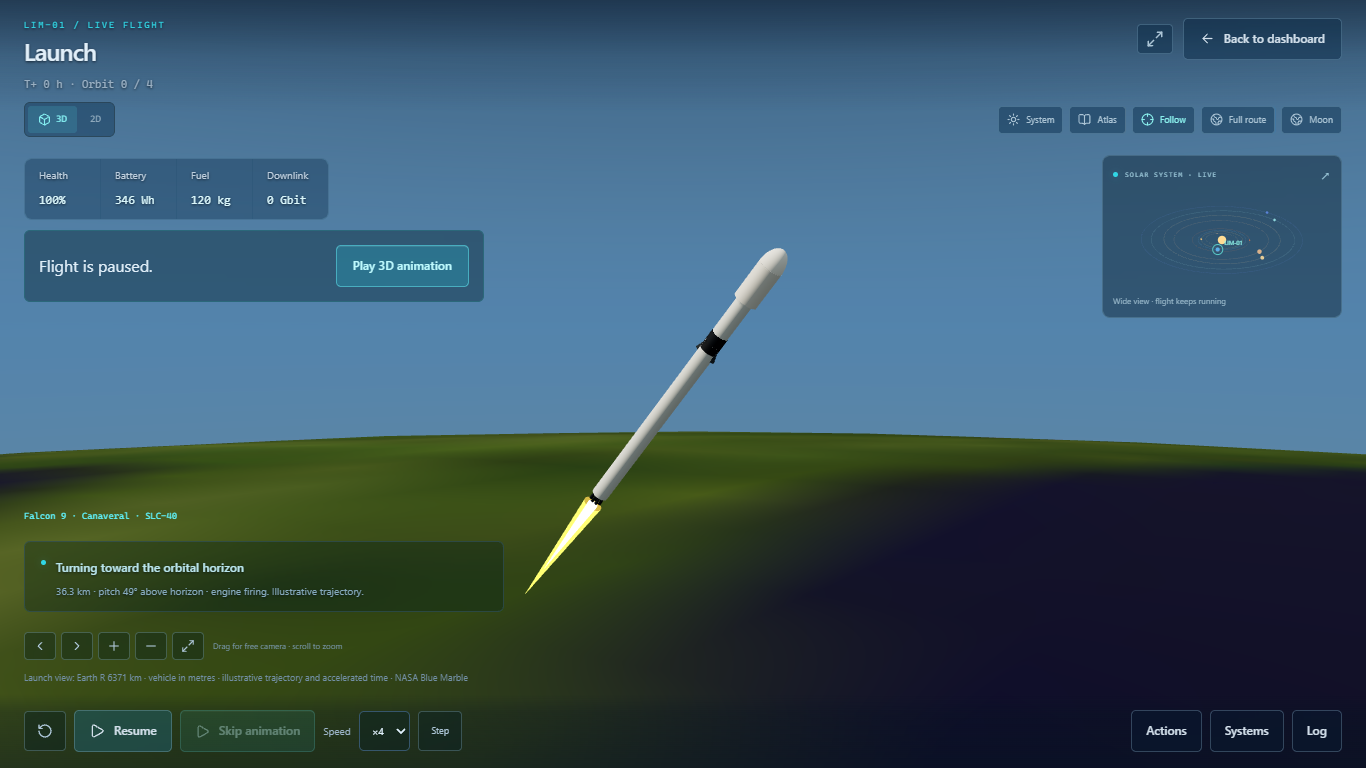 LIM-01 / LIVE FLIGHT
Launch
T+ 0 h · Orbit 0 / 4
Back to dashboard
3D
2D
System
Atlas
Follow
Full route
Moon
Health
Battery
Fuel
Downlink
100%
346 Wh
120 kg
0 Gbit
Flight is paused.
Play 3D animation
SOLAR SYSTEM · LIVE
LIM-01
Wide view · flight keeps running
Falcon 9 · Canaveral · SLC-40
Turning toward the orbital horizon
36.3 km · pitch 49° above horizon · engine firing. Illustrative trajectory.
Drag for free camera · scroll to zoom
Launch view: Earth R 6371 km · vehicle in metres · illustrative trajectory and accelerated time · NASA Blue Marble
Resume
Skip animation
Speed
×4
Step
Actions
Systems
Log